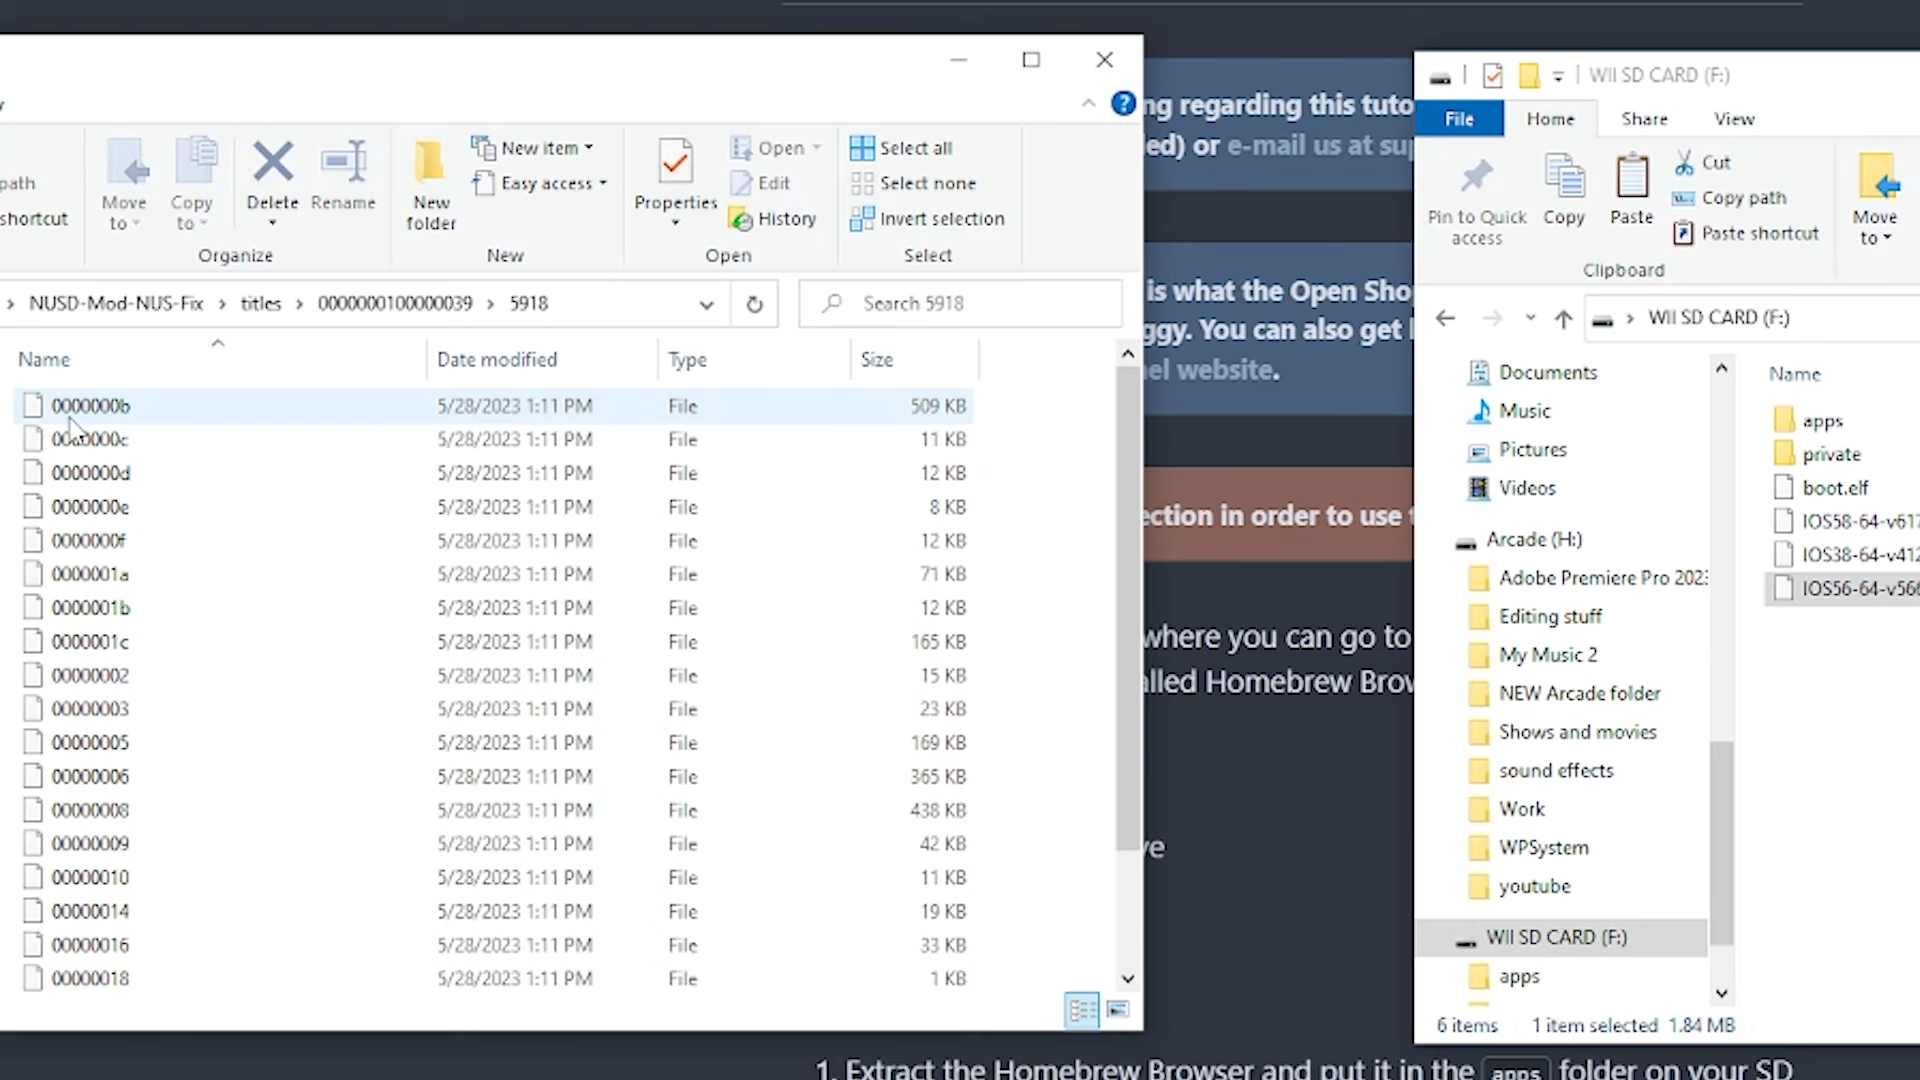 path
shortcut
Move
to
Copy
to
Delete
Rename
Organize
New
folder
New item
Easy access
New
Properties
Open
Edit
History
Open
Select all
Select none
Invert selection
Select
NUSD-Mod-NUS-Fix > titles > 0000000100000039 > 5918
Search 5918
Name Date modified Type Size
0000000b 5/28/2023 1:11 PM File 509 KB
0000000c 5/28/2023 1:11 PM File 11 KB
0000000d 5/28/2023 1:11 PM File 12 KB
0000000e 5/28/2023 1:11 PM File 8 KB
0000000f 5/28/2023 1:11 PM File 12 KB
0000001a 5/28/2023 1:11 PM File 71 KB
0000001b 5/28/2023 1:11 PM File 12 KB
0000001c 5/28/2023 1:11 PM File 165 KB
00000002 5/28/2023 1:11 PM File 15 KB
00000003 5/28/2023 1:11 PM File 23 KB
00000005 5/28/2023 1:11 PM File 169 KB
00000006 5/28/2023 1:11 PM File 365 KB
00000008 5/28/2023 1:11 PM File 438 KB
00000009 5/28/2023 1:11 PM File 42 KB
00000010 5/28/2023 1:11 PM File 11 KB
00000014 5/28/2023 1:11 PM File 19 KB
00000016 5/28/2023 1:11 PM File 33 KB
00000018 5/28/2023 1:11 PM File 1 KB
ng regarding this tuto
ed) or e-mail us at sup
is what the Open Sho
ggy. You can also get
el website.
ection in order to use
where you can go to
alled Homebrew Brow
ve
1. Extract the Homebrew Browser and put it in the apps folder on your SD
WII SD CARD (F:)
File Home Share View
Pin to Quick
access
Copy
Paste
Cut
Copy path
Paste shortcut
Clipboard
Move
to
WII SD CARD (F:)
Documents
Music
Pictures
Videos
Arcade (H:)
Adobe Premiere Pro 2023
Editing stuff
My Music 2
NEW Arcade folder
Shows and movies
sound effects
Work
WPSystem
youtube
WII SD CARD (F:)
apps
Name
apps
private
boot.elf
IOS58-64-v617
IOS38-64-v412
IOS56-64-v566
6 items 1 item selected 1.84 MB